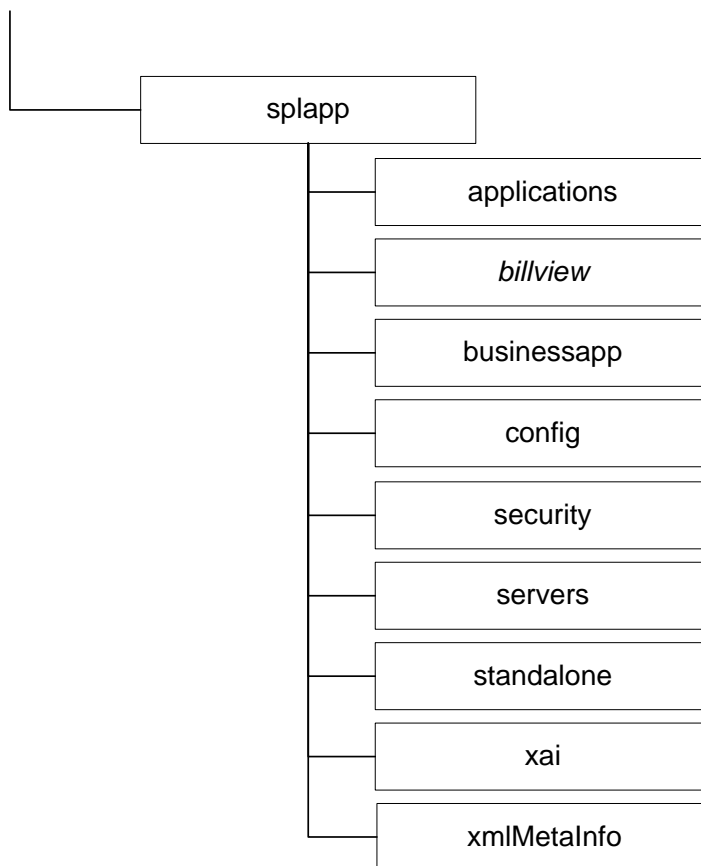 splapp
applications
billview
businessapp
config
security
servers
standalone
xai
xmlMetaInfo